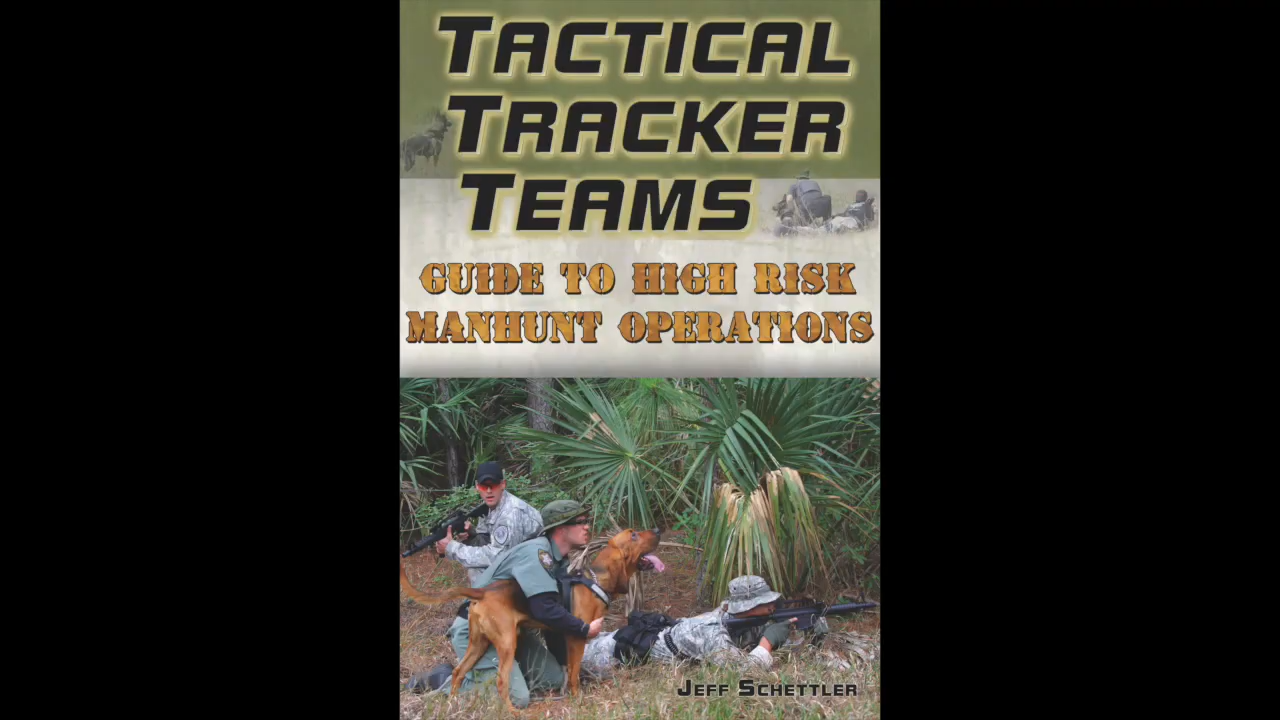 TACTICAL
TRACKER
TEAMS
GUIDE TO HIGH RISK
MANHUNT OPERATIONS
JEFF SCHETTLER